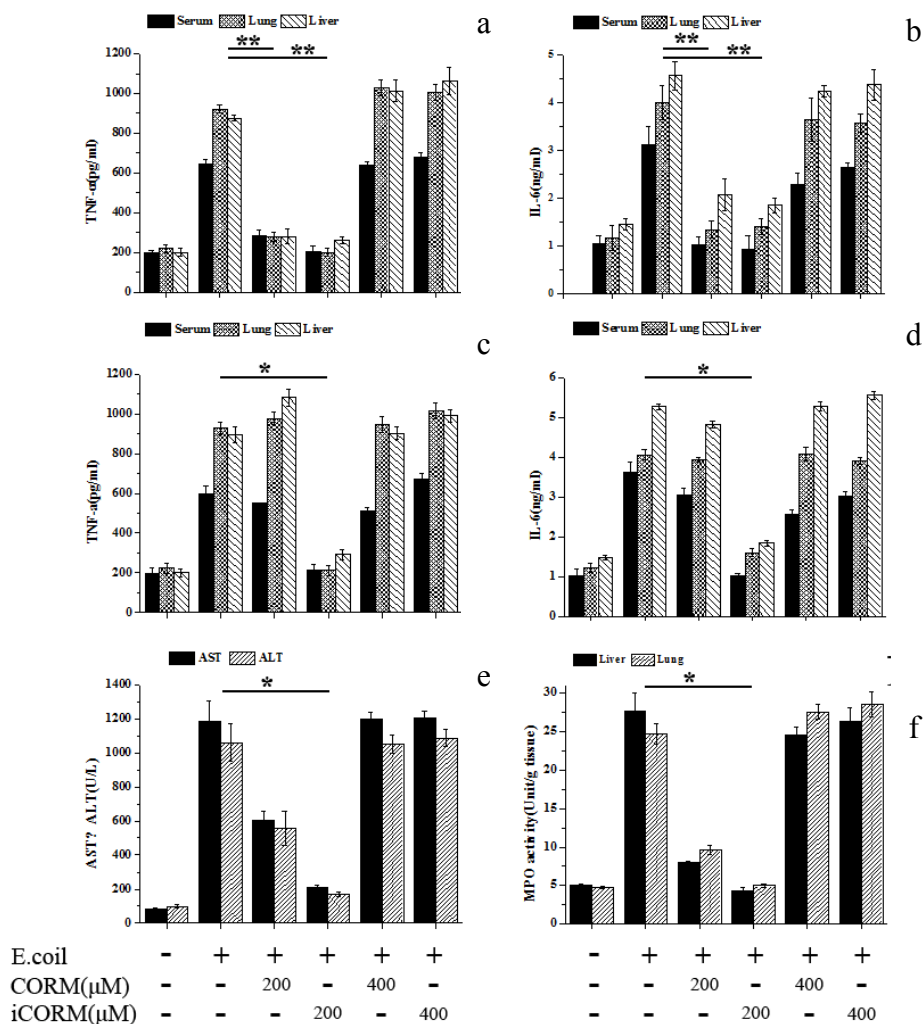 Serum Lung Liver
a
** **
TNF-α(pg/ml)
1200
1000
800
600
400
200
0
Serum Lung Liver
b
** **
IL-6(ng/ml)
5
4
3
2
1
0
Serum Lung Liver
c
*
TNF-a(pg/ml)
1200
1000
800
600
400
200
0
Serum Lung Liver
d
*
IL-6(ng/ml)
6
5
4
3
2
1
0
AST ALT
e
*
AST? ALT(U/L)
1400
1200
1000
800
600
400
200
0
Liver Lung
f
*
MPO activity(Unit/g tissue)
30
25
20
15
10
5
0
E.coil - + + + + + - + + + + +
CORM(μM) - - 200 - 400 - - - 200 - 400 -
iCORM(μM) - - - 200 - 400 - - - 200 - 400